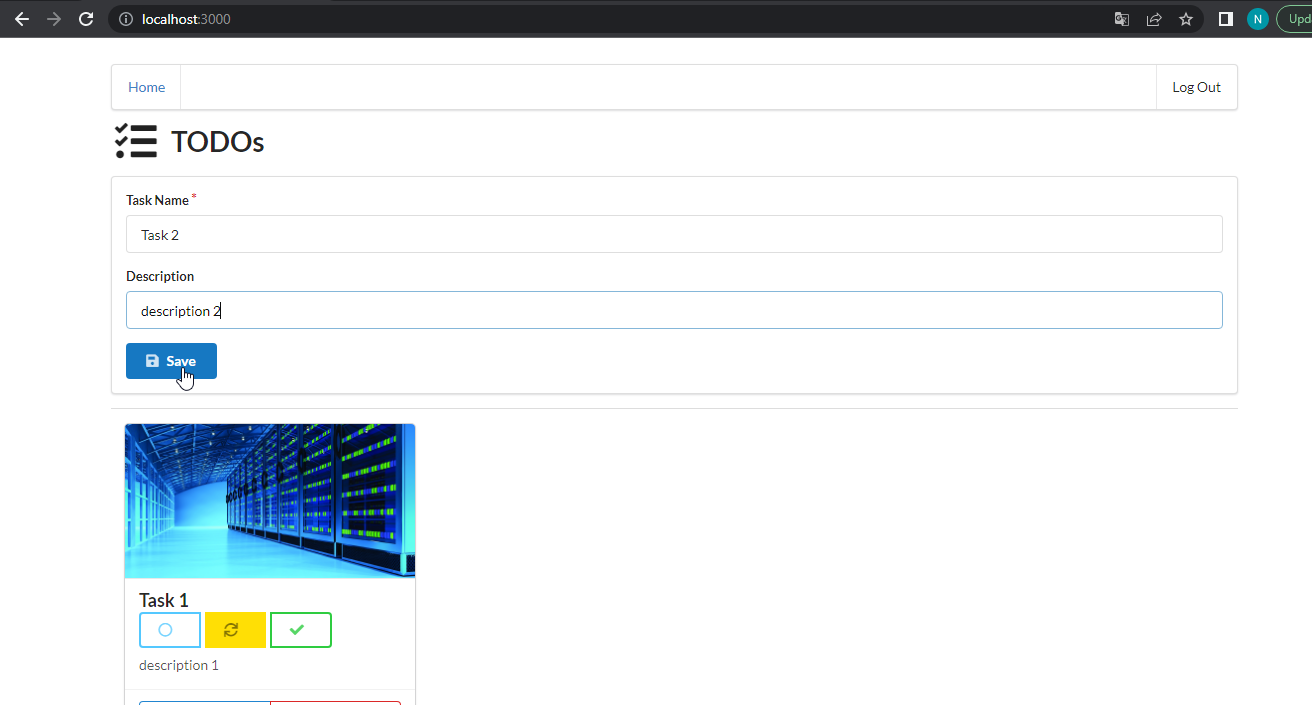 localhost:3000
N
Upd
Home
Log Out
TODOs
Task Name*
Task 2
Description
description 2
Save
Task 1
description 1